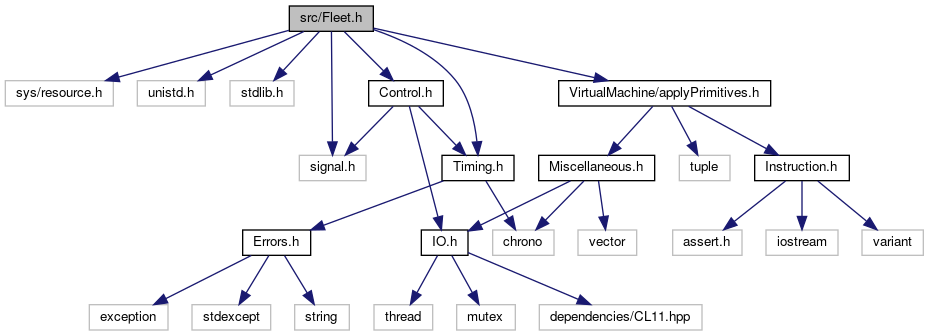 src/Fleet.h
sys/resource.h
unistd.h
stdlib.h
Control.h
VirtualMachine/applyPrimitives.h
signal.h
Timing.h
Miscellaneous.h
tuple
Instruction.h
Errors.h
IO.h
chrono
vector
assert.h
iostream
variant
exception
stdexcept
string
thread
mutex
dependencies/CL11.hpp